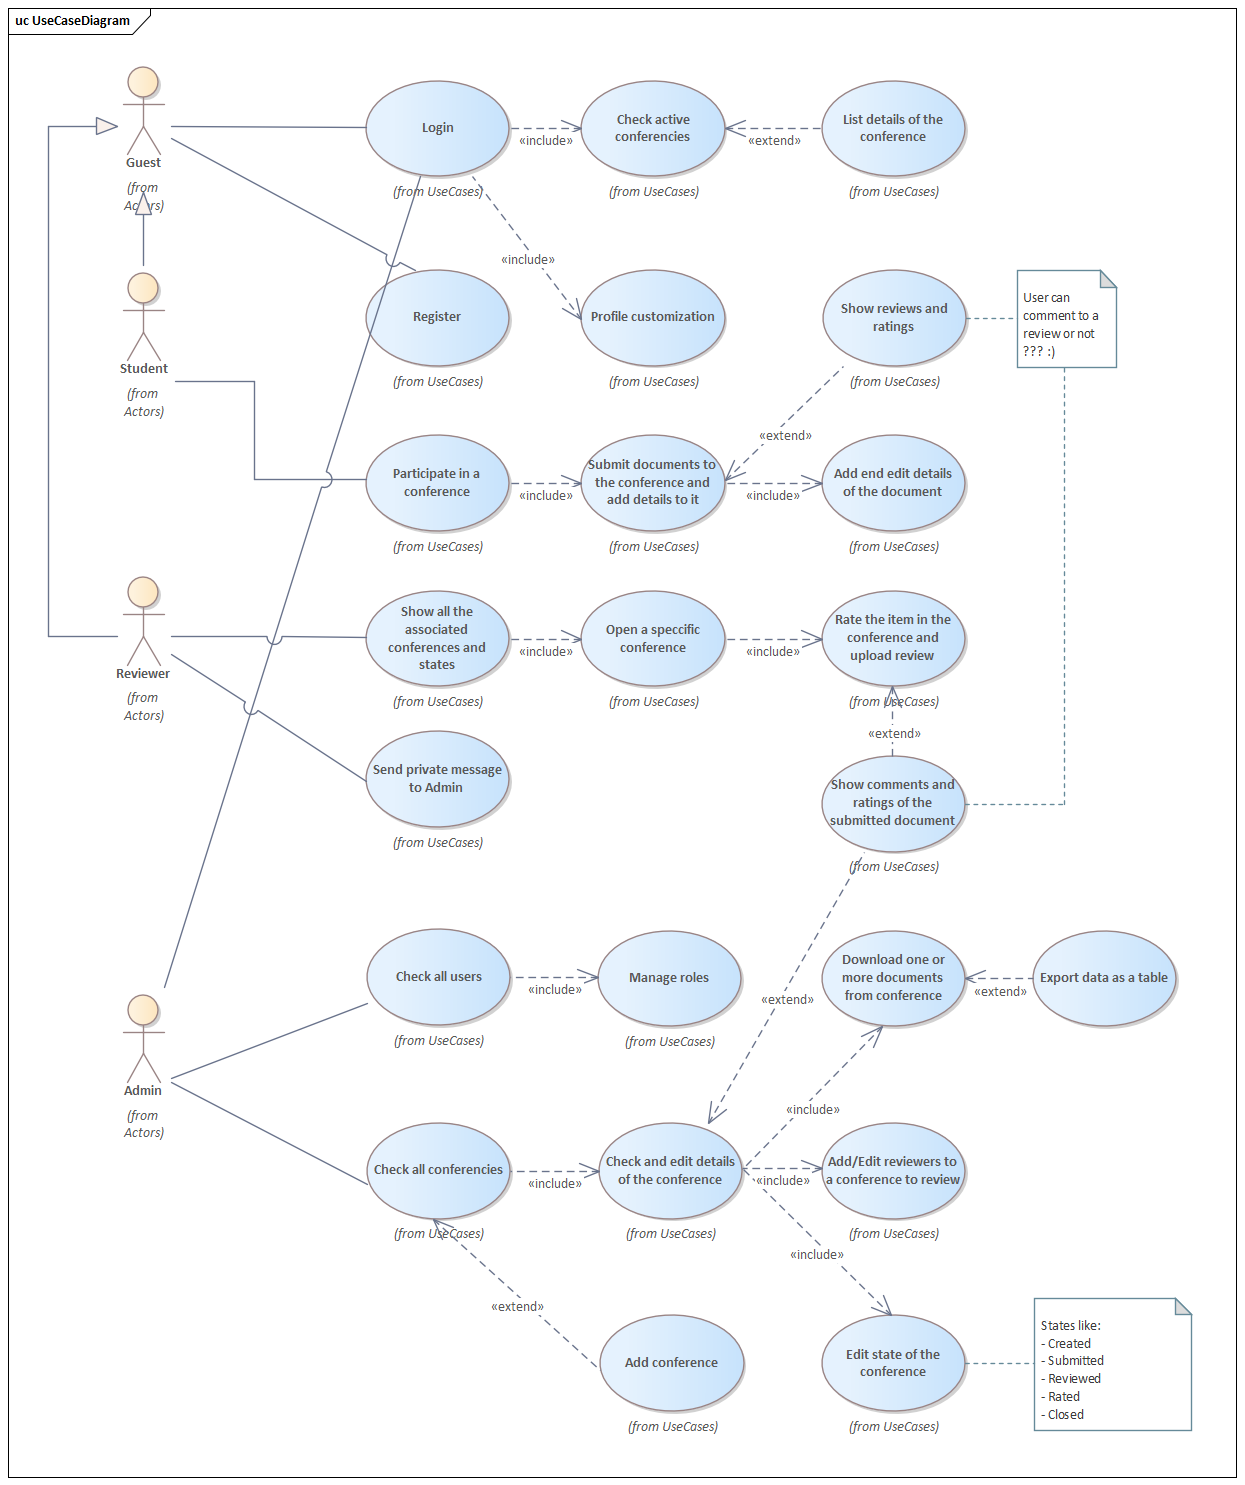 uc UseCaseDiagram
Guest
(from
Actors)
Login
(from UseCases)
«include»
Check active
conferencies
(from UseCases)
«extend»
List details of the
conference
(from UseCases)
«include»
Student
(from
Actors)
Register
(from UseCases)
Profile customization
(from UseCases)
Show reviews and
ratings
(from UseCases)
User can
comment to a
review or not
??? :)
«extend»
Participate in a
conference
(from UseCases)
«include»
Submit documents to
the conference and
add details to it
(from UseCases)
«include»
Add end edit details
of the document
(from UseCases)
Reviewer
(from
Actors)
Show all the
associated
conferences and
states
(from UseCases)
«include»
Open a speccific
conference
(from UseCases)
«include»
Rate the item in the
conference and
upload review
(from UseCases)
«extend»
Send private message
to Admin
(from UseCases)
Show comments and
ratings of the
submitted document
(from UseCases)
Admin
(from
Actors)
Check all users
(from UseCases)
«include»
Manage roles
(from UseCases)
«extend»
Download one or
more documents
from conference
«extend»
Export data as a table
«include»
Check all conferencies
(from UseCases)
«include»
Check and edit details
of the conference
(from UseCases)
«include»
Add/Edit reviewers to
a conference to review
(from UseCases)
«include»
«extend»
Add conference
(from UseCases)
Edit state of the
conference
(from UseCases)
States like:
- Created
- Submitted
- Reviewed
- Rated
- Closed